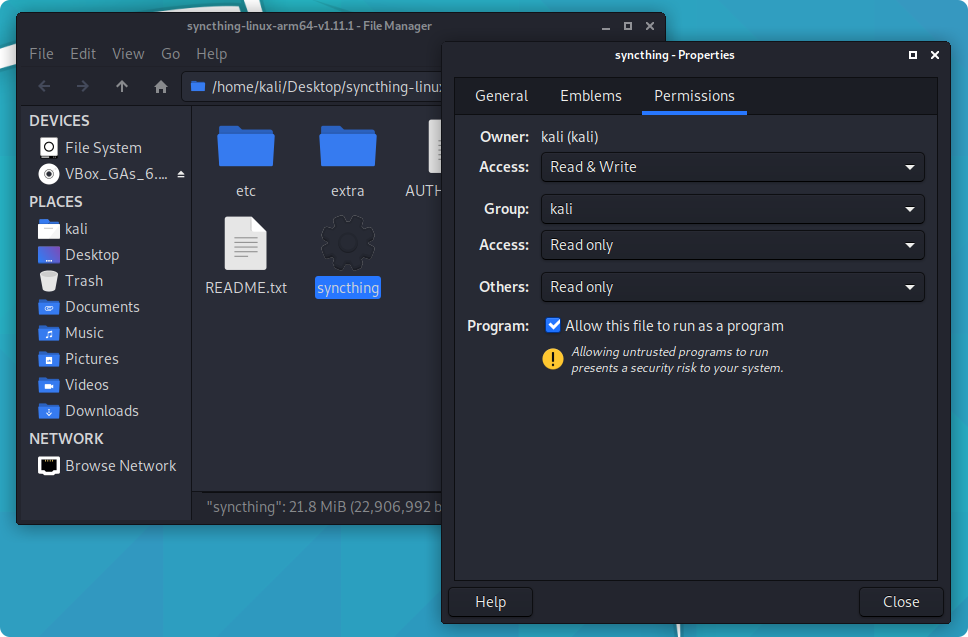 syncthing-linux-arm64-v1.11.1 - File Manager
File Edit View Go Help
/home/kali/Desktop/syncthing-linux
DEVICES
File System
VBox_GAs_6....
PLACES
kali
Desktop
Trash
Documents
Music
Pictures
Videos
Downloads
NETWORK
Browse Network
etc
extra
AUTH
README.txt
syncthing
"syncthing": 21.8 MiB (22,906,992 b
syncthing - Properties
General Emblems Permissions
Owner: kali (kali)
Access: Read & Write
Group: kali
Access: Read only
Others: Read only
Program: Allow this file to run as a program
Allowing untrusted programs to run
presents a security risk to your system.
Help
Close